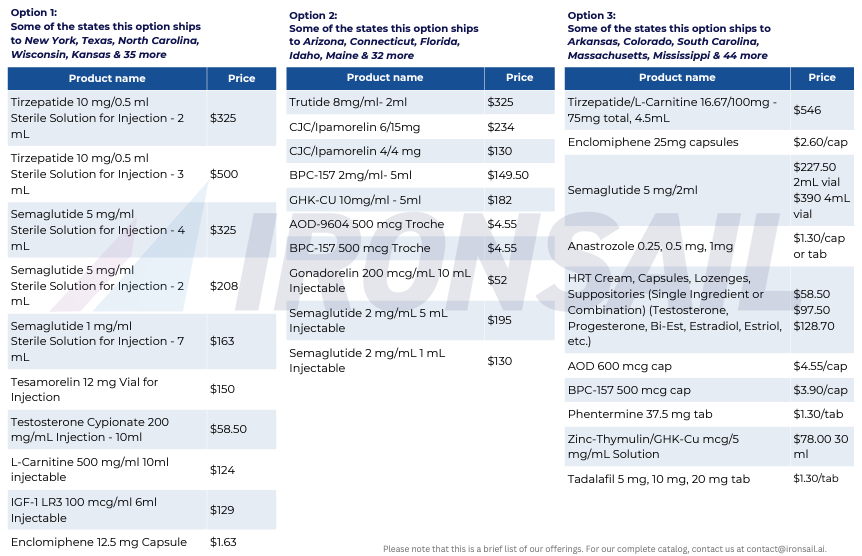 Option 1:
Some of the states this option ships
to New York, Texas, North Carolina,
Wisconsin, Kansas & 35 more
Product name Price
Tirzepatide 10 mg/0.5 ml
Sterile Solution for Injection - 2
mL
$325
Tirzepatide 10 mg/0.5 ml
Sterile Solution for Injection - 3
mL
$500
Semaglutide 5 mg/ml
Sterile Solution for Injection - 4
mL
$325
Semaglutide 5 mg/ml
Sterile Solution for Injection - 2
mL
$208
Semaglutide 1 mg/ml
Sterile Solution for Injection - 7
mL
$163
Tesamorelin 12 mg Vial for
Injection
$150
Testosterone Cypionate 200
mg/mL Injection - 10ml
$58.50
L-Carnitine 500 mg/ml 10ml
injectable
$124
IGF-1 LR3 100 mcg/ml 6ml
Injectable
$129
Enclomiphene 12.5 mg Capsule $1.63
Option 2:
Some of the states this option ships
to Arizona, Connecticut, Florida,
Idaho, Maine & 32 more
Product name Price
Trutide 8mg/ml- 2ml $325
CJC/Ipamorelin 6/15mg $234
CJC/Ipamorelin 4/4 mg $130
BPC-157 2mg/ml- 5ml $149.50
GHK-CU 10mg/ml - 5ml $182
AOD-9604 500 mcg Troche $4.55
BPC-157 500 mcg Troche $4.55
Gonadorelin 200 mcg/mL 10 mL
Injectable
$52
Semaglutide 2 mg/mL 5 mL
Injectable
$195
Semaglutide 2 mg/mL 1 mL
Injectable
$130
Option 3:
Some of the states this option ships to
Arkansas, Colorado, South Carolina,
Massachusetts, Mississippi & 44 more
Product name Price
Tirzepatide/L-Carnitine 16.67/100mg -
75mg total, 4.5mL
$546
Enclomiphene 25mg capsules $2.60/cap
Semaglutide 5 mg/2ml
$227.50
2mL vial
$390 4mL
vial
Anastrozole 0.25, 0.5 mg, 1mg
$1.30/cap
or tab
HRT Cream, Capsules, Lozenges,
Suppositories (Single Ingredient or
Combination) (Testosterone,
Progesterone, Bi-Est, Estradiol, Estriol,
etc.)
$58.50
$97.50
$128.70
AOD 600 mcg cap $4.55/cap
BPC-157 500 mcg cap $3.90/cap
Phentermine 37.5 mg tab $1.30/tab
Zinc-Thymulin/GHK-Cu mcg/5
mg/mL Solution
$78.00 30
ml
Tadalafil 5 mg, 10 mg, 20 mg tab $1.30/tab
IRONSAIL
Please note that this is a brief list of our offerings. For our complete catalog, contact us at contact@ironsail.ai.